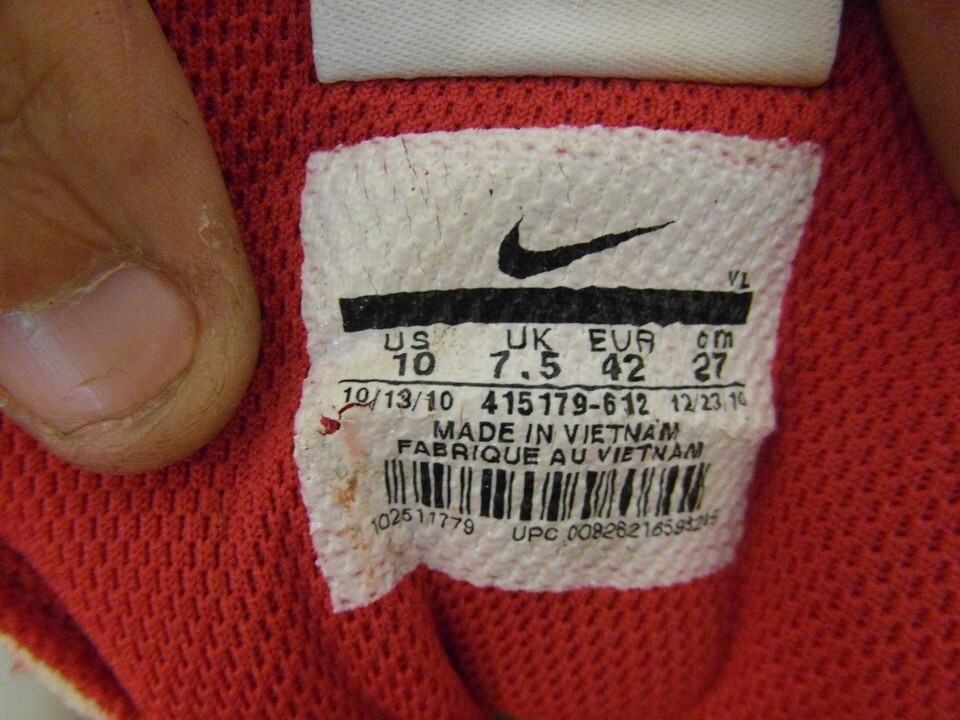 VL
US UK EUR cm
10 7.5 42 27
10/13/10 415179-612 12/23/10
MADE IN VIETNAM
FABRIQUE AU VIETNAM
102511779 UPC